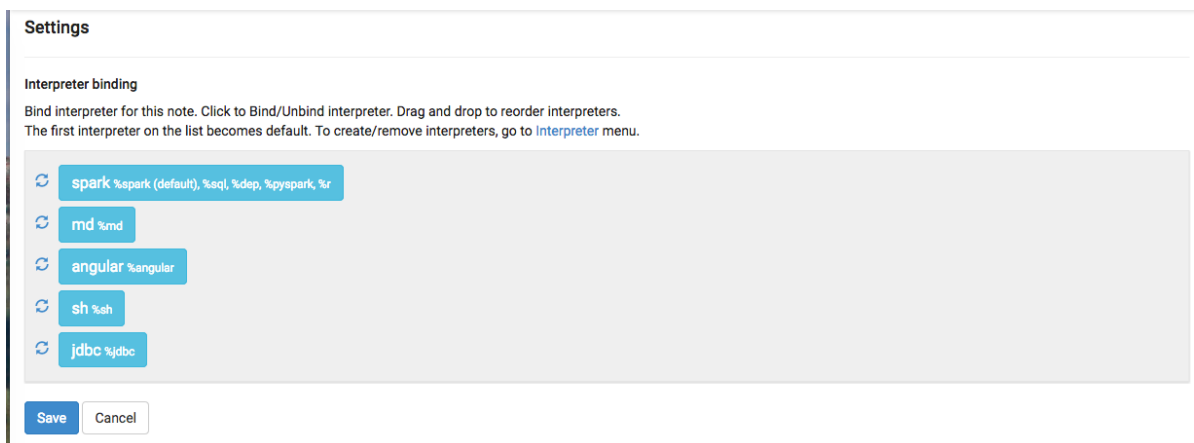 Settings
Interpreter binding
Bind interpreter for this note. Click to Bind/Unbind interpreter. Drag and drop to reorder interpreters.
The first interpreter on the list becomes default. To create/remove interpreters, go to Interpreter menu.
spark %spark (default), %sql, %dep, %pyspark, %r
md %md
angular %angular
sh %sh
jdbc %jdbc
Save Cancel